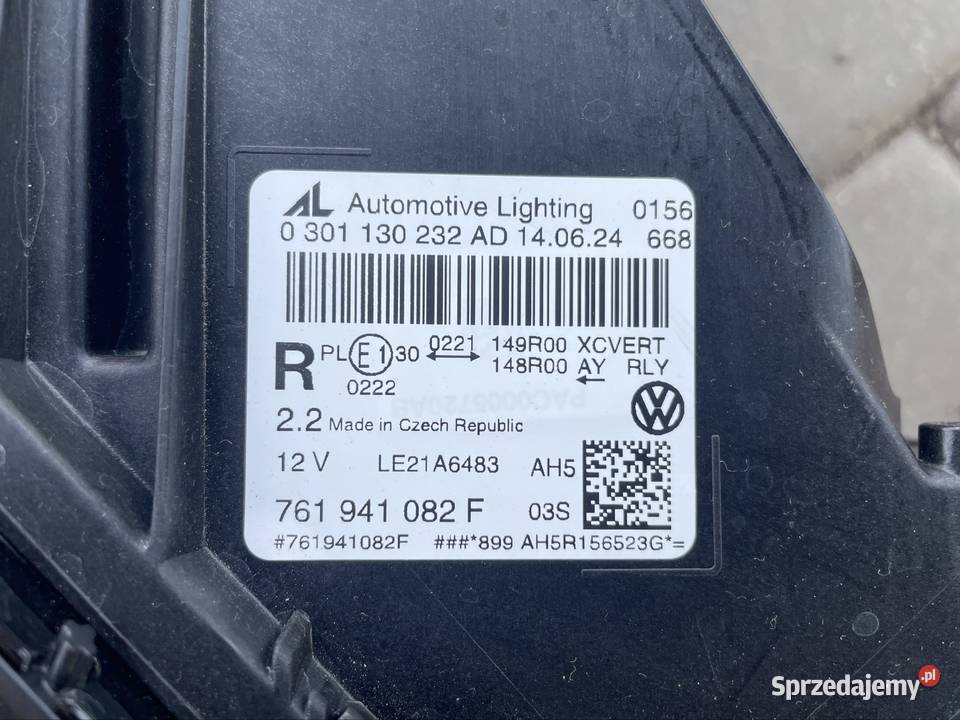 AL Automotive Lighting 0156
0 301 130 232 AD 14.06.24 668
R PL E1 30 0221 149R00 XCVERT
0222 148R00 AY RLY
2.2 Made in Czech Republic
12 V LE21A6483 AH5
761 941 082 F 03S
#761941082F ###*899 AH5R156523G*=
Sprzedajemy.pl